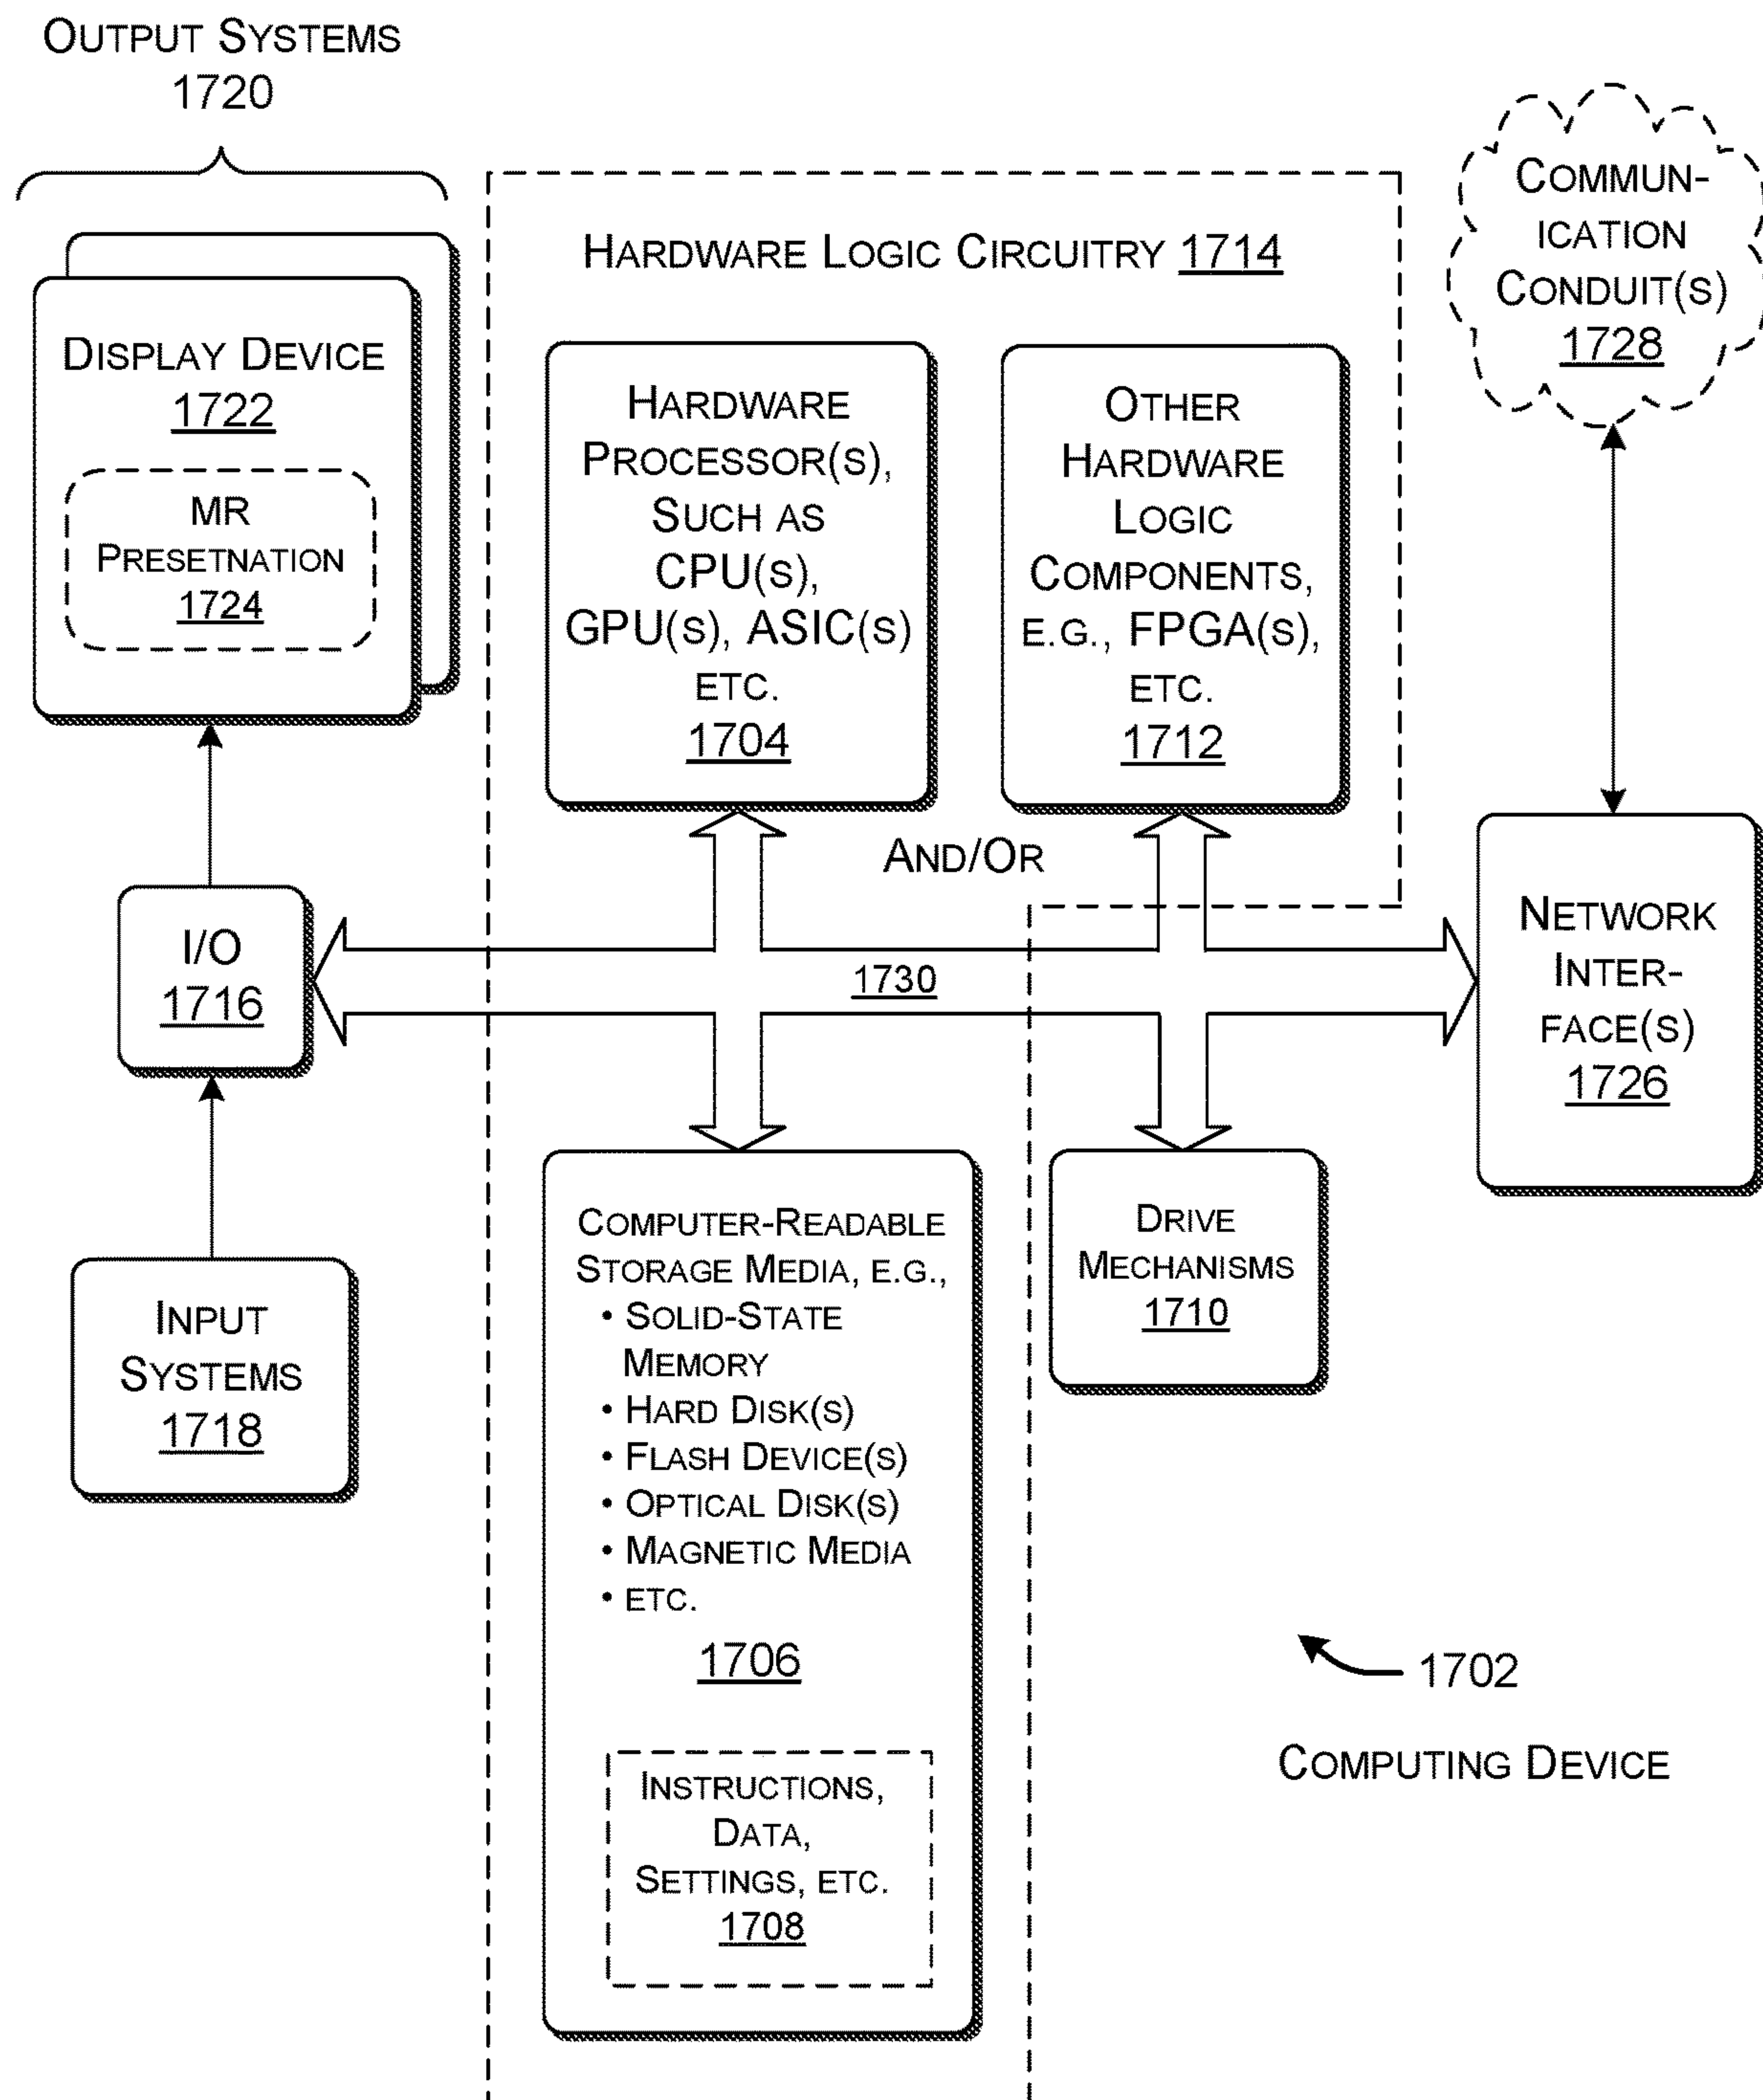 OUTPUT SYSTEMS
1720
DISPLAY DEVICE
1722
MR
PRESETNATION
1724
HARDWARE LOGIC CIRCUITRY 1714
HARDWARE
PROCESSOR(S),
SUCH AS
CPU(S),
GPU(S), ASIC(S)
ETC.
1704
OTHER
HARDWARE
LOGIC
COMPONENTS,
E.G., FPGA(S),
ETC.
1712
COMMUN-
ICATION
CONDUIT(S)
1728
AND/OR
I/O
1716
1730
NETWORK
INTER-
FACE(S)
1726
INPUT
SYSTEMS
1718
COMPUTER-READABLE
STORAGE MEDIA, E.G.,
• SOLID-STATE
MEMORY
• HARD DISK(S)
• FLASH DEVICE(S)
• OPTICAL DISK(S)
• MAGNETIC MEDIA
• ETC.
1706
INSTRUCTIONS,
DATA,
SETTINGS, ETC.
1708
DRIVE
MECHANISMS
1710
1702
COMPUTING DEVICE